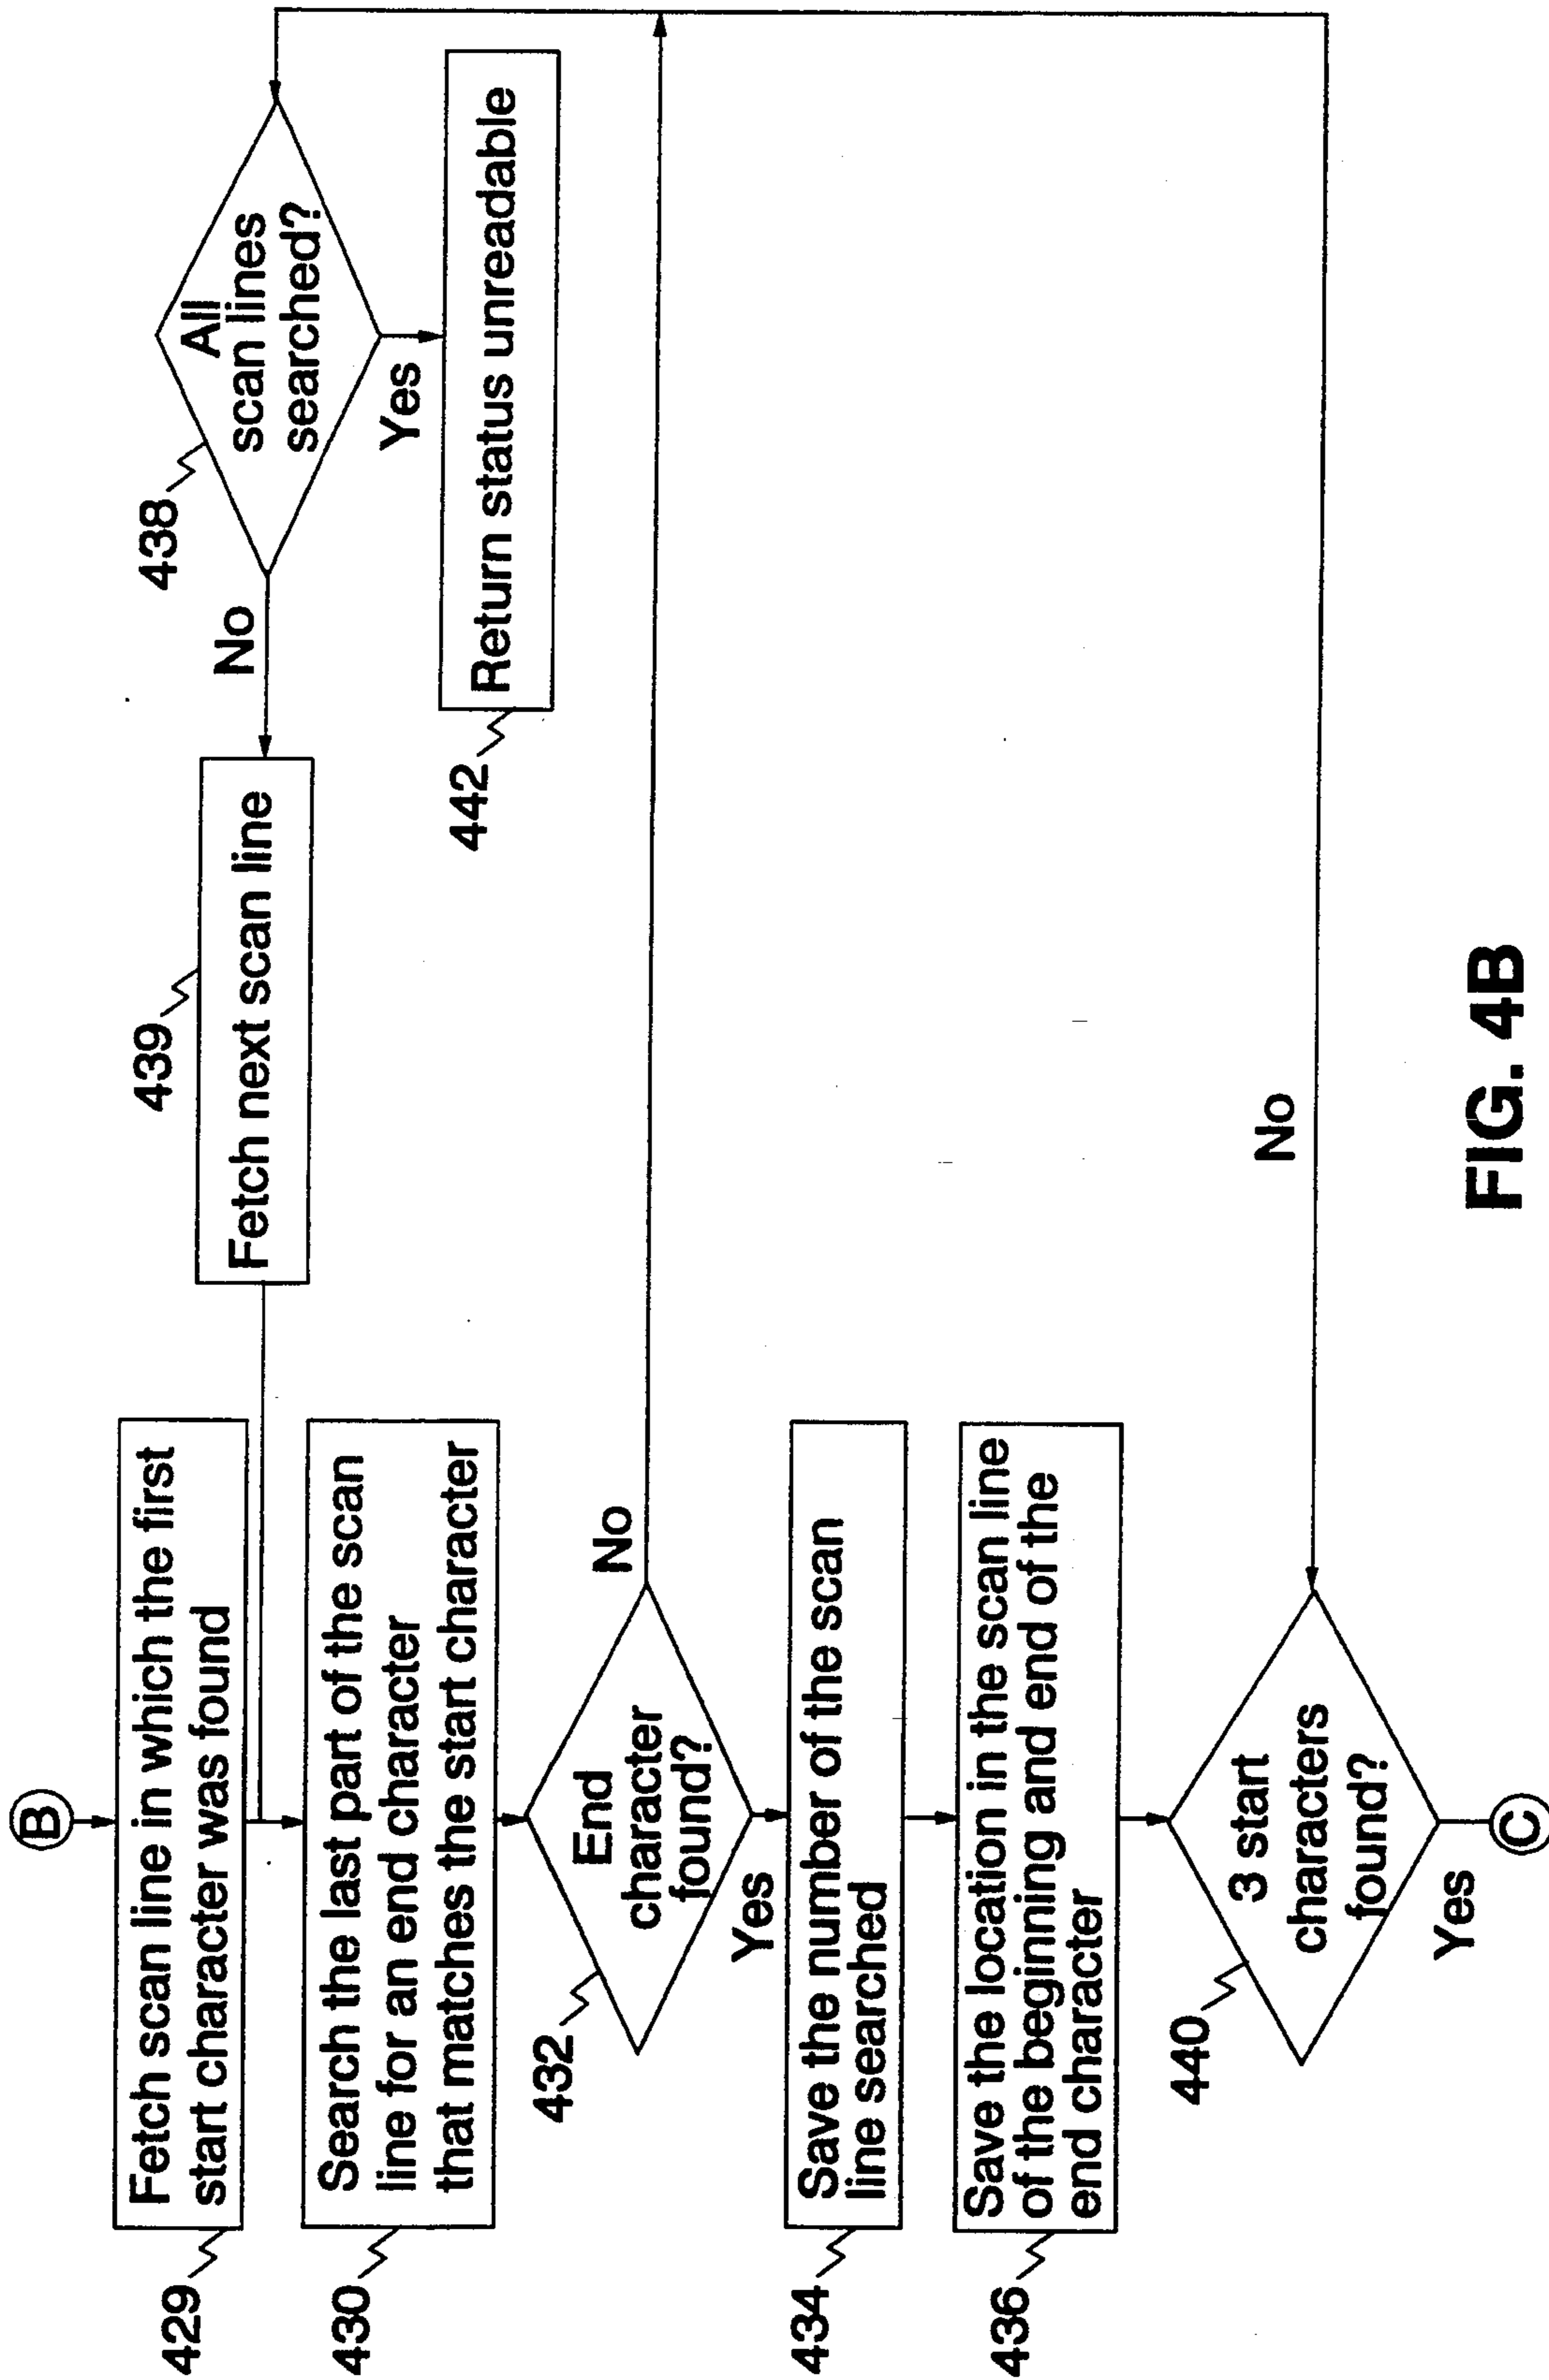 B
429
Fetch scan line in which the first
start character was found
430
Search the last part of the scan
line for an end character
that matches the start character
432
End
character
found?
No
Yes
434
Save the number of the scan
line searched
436
Save the location in the scan line
of the beginning and end of the
end character
440
3 start
characters
found?
No
Yes
C
439
Fetch next scan line
438
All
scan lines
searched?
No
Yes
442
Return status unreadable
FIG. 4B